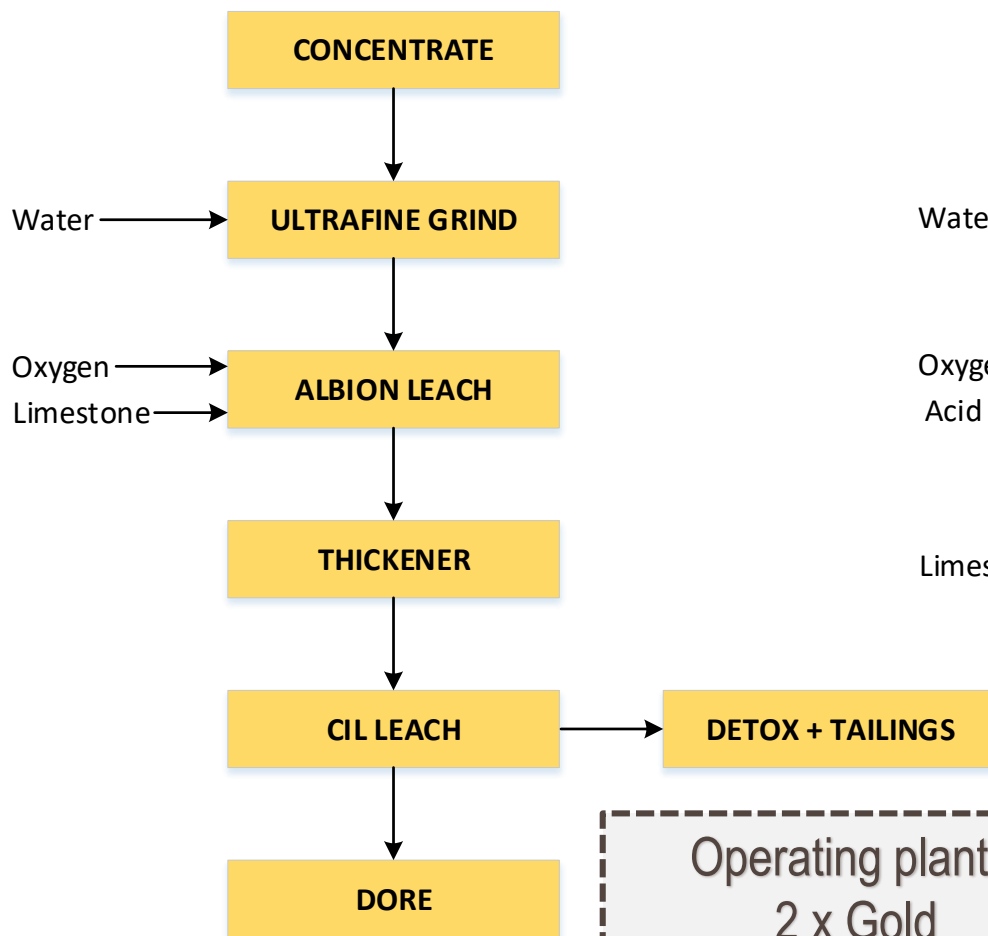 CONCENTRATE
Water
ULTRAFINE GRIND
Oxygen
Limestone
ALBION LEACH
THICKENER
CIL LEACH
DETOX + TAILINGS
DORE
Acid
Operating plant
2 x Gold